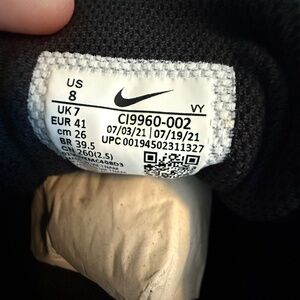 US
8
UK 7
EUR 41
cm 26
BR 39.5
CN 260(2.5)
VY
CI9960-002
07/03/21 07/19/21
UPC 00194502311327